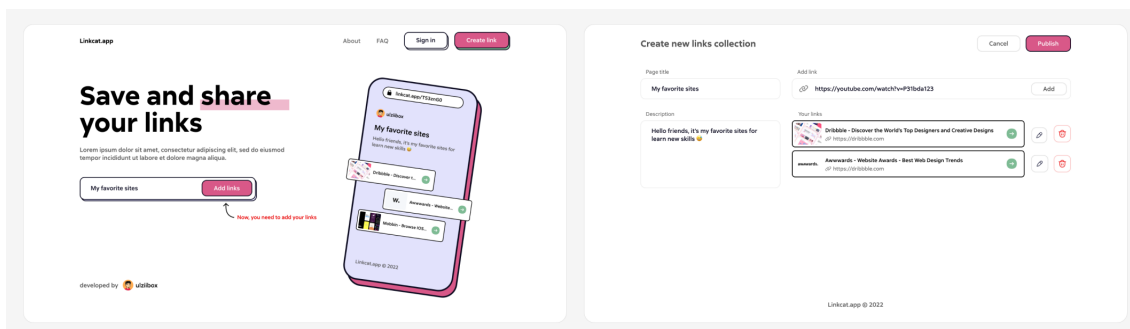 Linkcat.app
About
FAQ
Sign in
Create link
Save and share
your links
Lorem ipsum dolor sit amet, consectetur adipiscing elit, sed do eiusmod
tempor incididunt ut labore et dolore magna aliqua.
My favorite sites
Add links
Now, you need to add your links
developed by
uiziibox
linkcat.app/TS3zn00
uiziibox
My favorite sites
Hello friends, it's my favorite sites for
learn new skills 😜
Dribbble - Discover t...
W.
Awewards - Website...
Mobbin - Browse iOS...
Linkcat.app © 2022
Create new links collection
Cancel
Publish
Page title
My favorite sites
Add link
https://youtube.com/watch?v=P31bda123
Add
Description
Hello friends, it's my favorite sites for
learn new skills 😜
Your links
Dribbble - Discover the World's Top Designers and Creative Designs
https://dribbble.com
awwwards.
Awwwards - Website Awards - Best Web Design Trends
https://dribbble.com
Linkcat.app © 2022